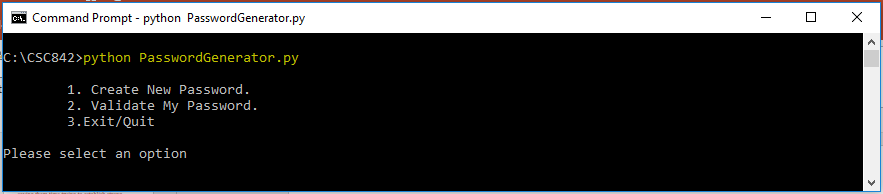 Command Prompt - python PasswordGenerator.py
C:\CSC842>python PasswordGenerator.py
1. Create New Password.
2. Validate My Password.
3.Exit/Quit
Please select an option